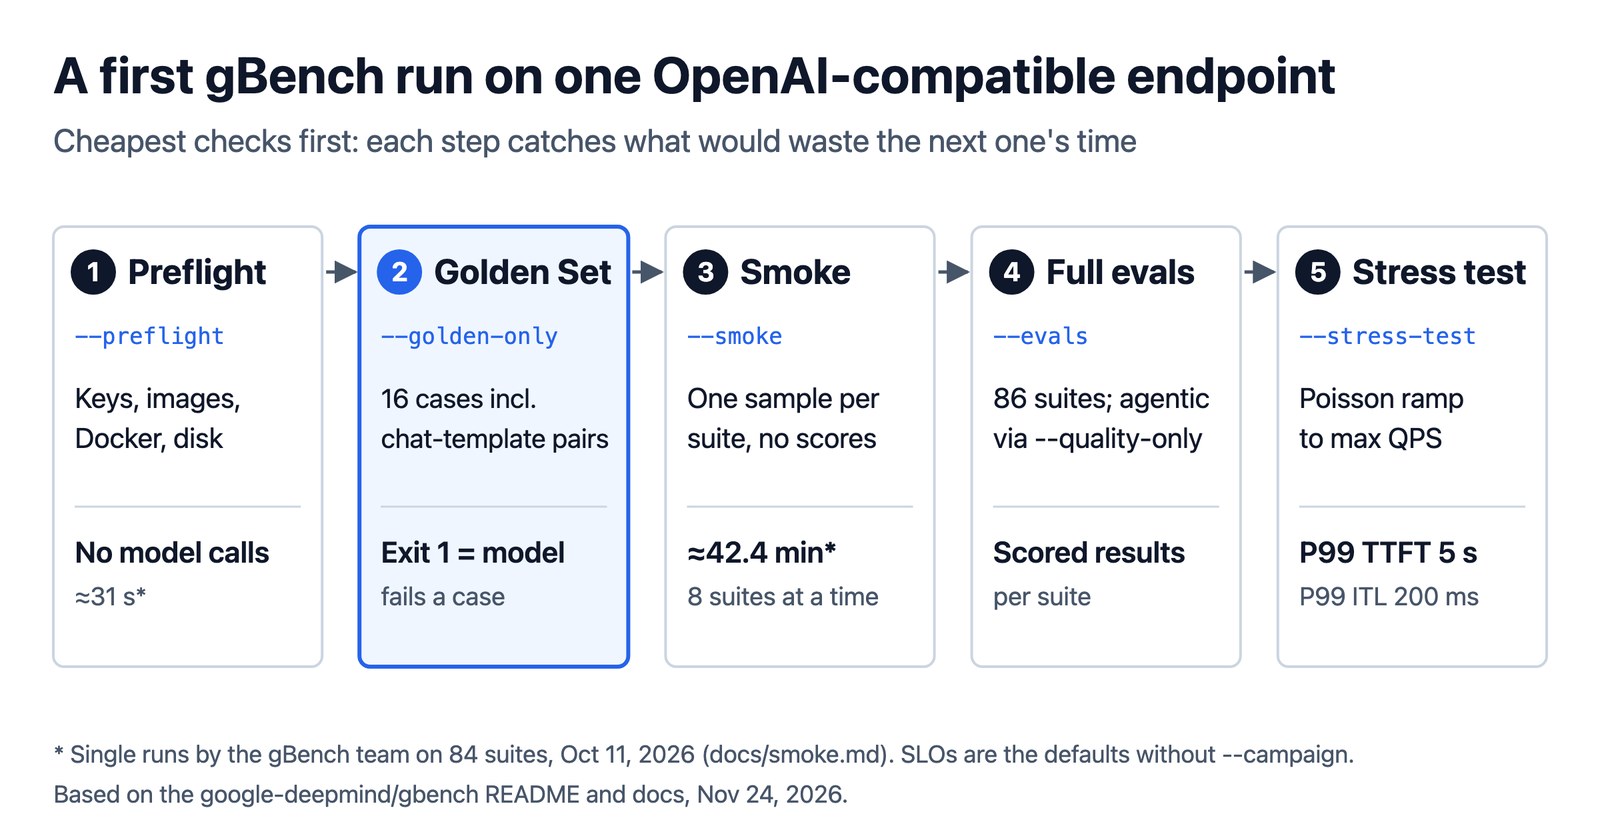 A first gBench run on one OpenAI-compatible endpoint
Cheapest checks first: each step catches what would waste the next one's time
1 Preflight
--preflight
Keys, images,
Docker, disk
No model calls
≈31 s*
2 Golden Set
--golden-only
16 cases incl.
chat-template pairs
Exit 1 = model
fails a case
3 Smoke
--smoke
One sample per
suite, no scores
≈42.4 min*
8 suites at a time
4 Full evals
--evals
86 suites; agentic
via --quality-only
Scored results
per suite
5 Stress test
--stress-test
Poisson ramp
to max QPS
P99 TTFT 5 s
P99 ITL 200 ms
* Single runs by the gBench team on 84 suites, Oct 11, 2026 (docs/smoke.md). SLOs are the defaults without --campaign.
Based on the google-deepmind/gbench README and docs, Nov 24, 2026.